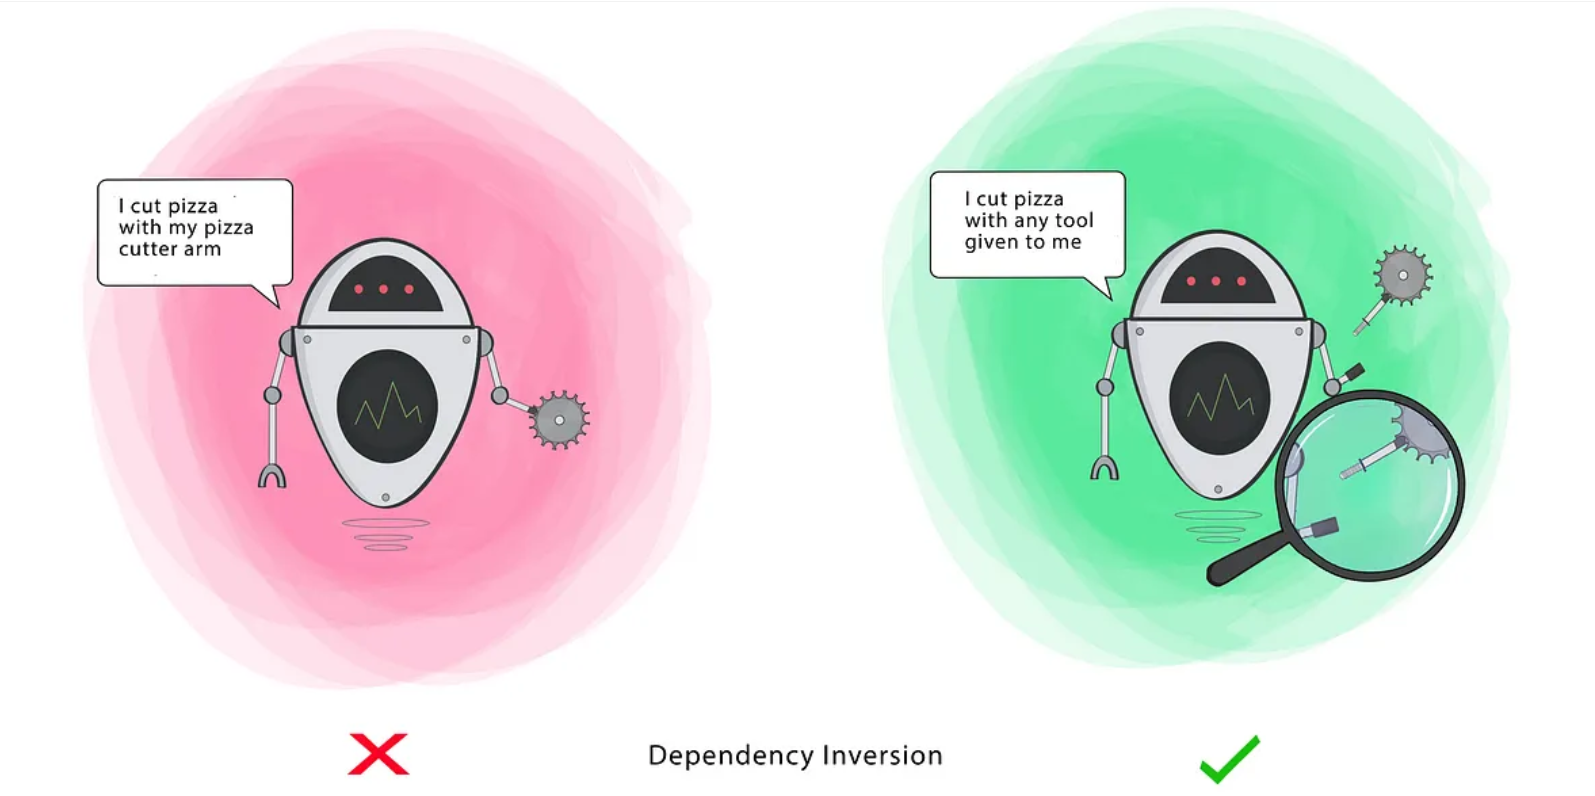 I cut pizza
with my pizza
cutter arm
I cut pizza
with any tool
given to me
Dependency Inversion